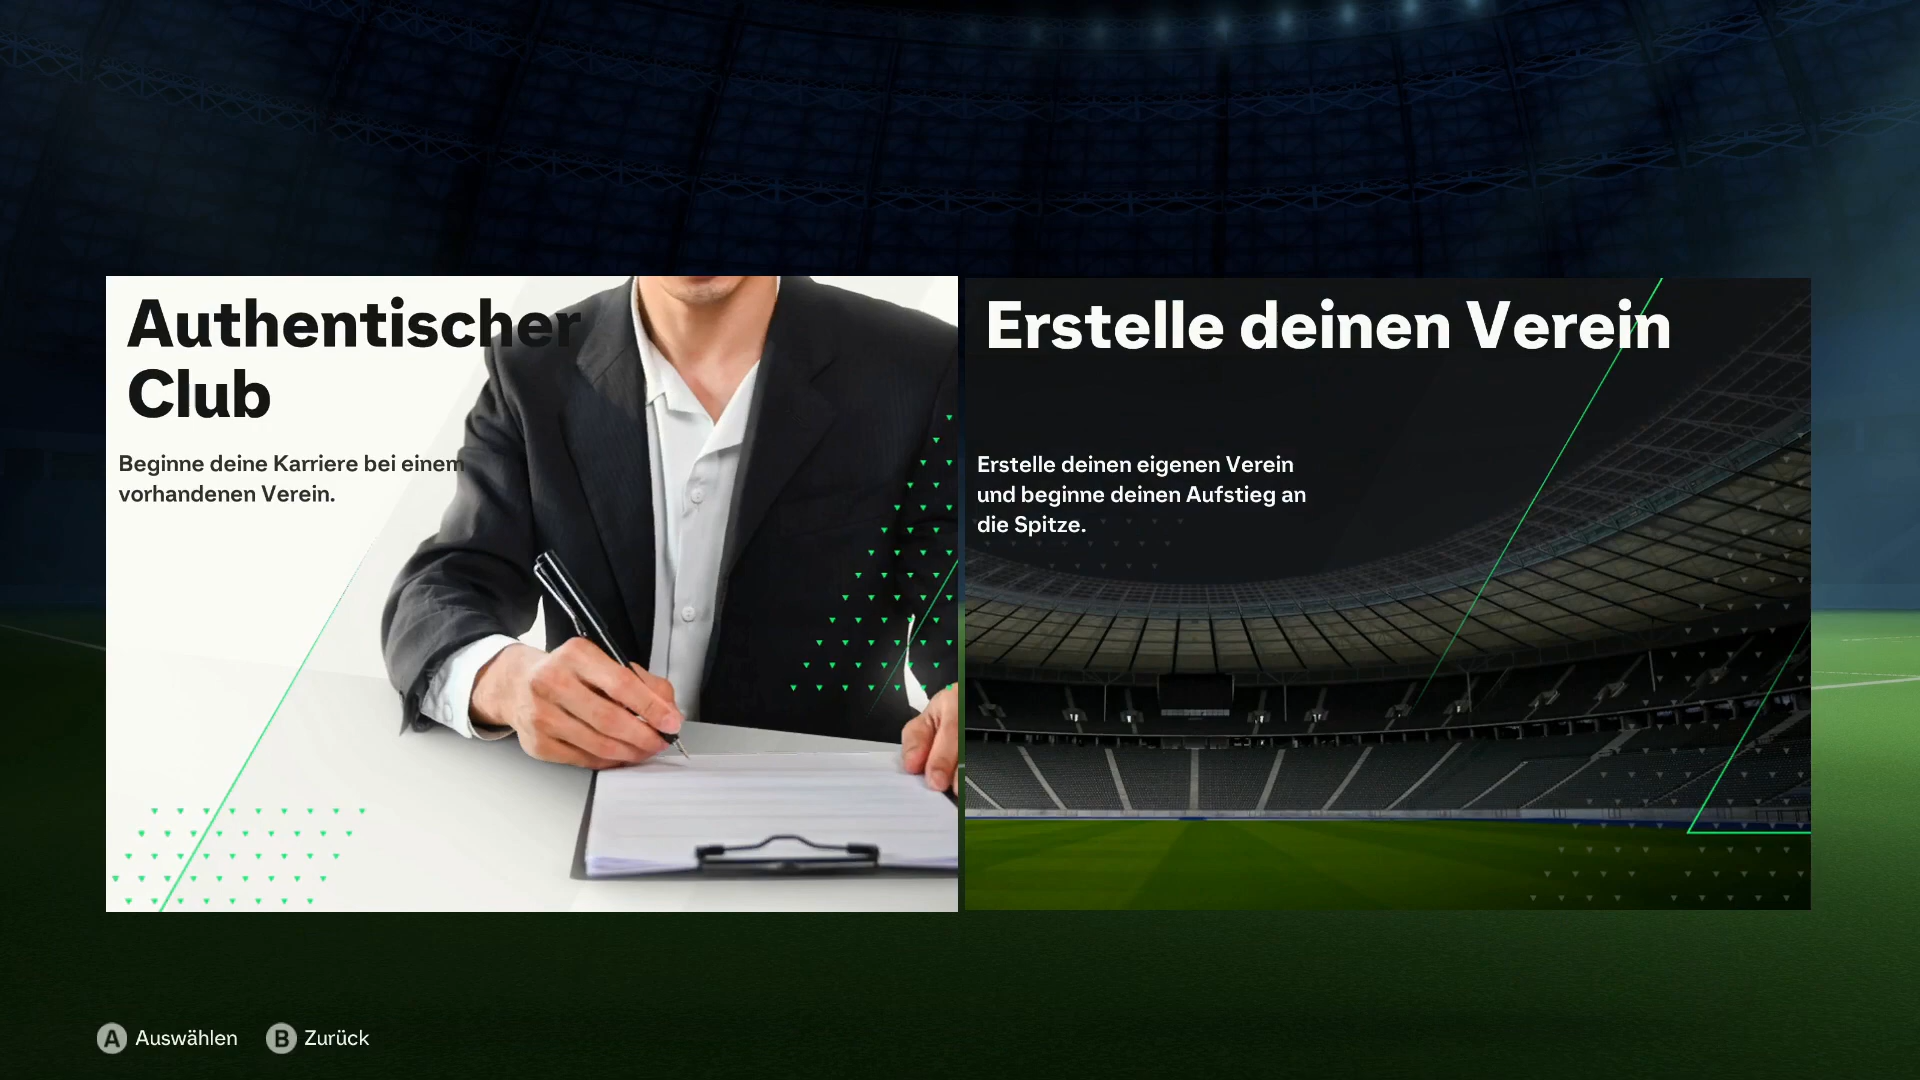 Authentischer
Club
Beginne deine Karriere bei einem
vorhandenen Verein.
Erstelle deinen Verein
Erstelle deinen eigenen Verein
und beginne deinen Aufstieg an
die Spitze.
A Auswählen B Zurück